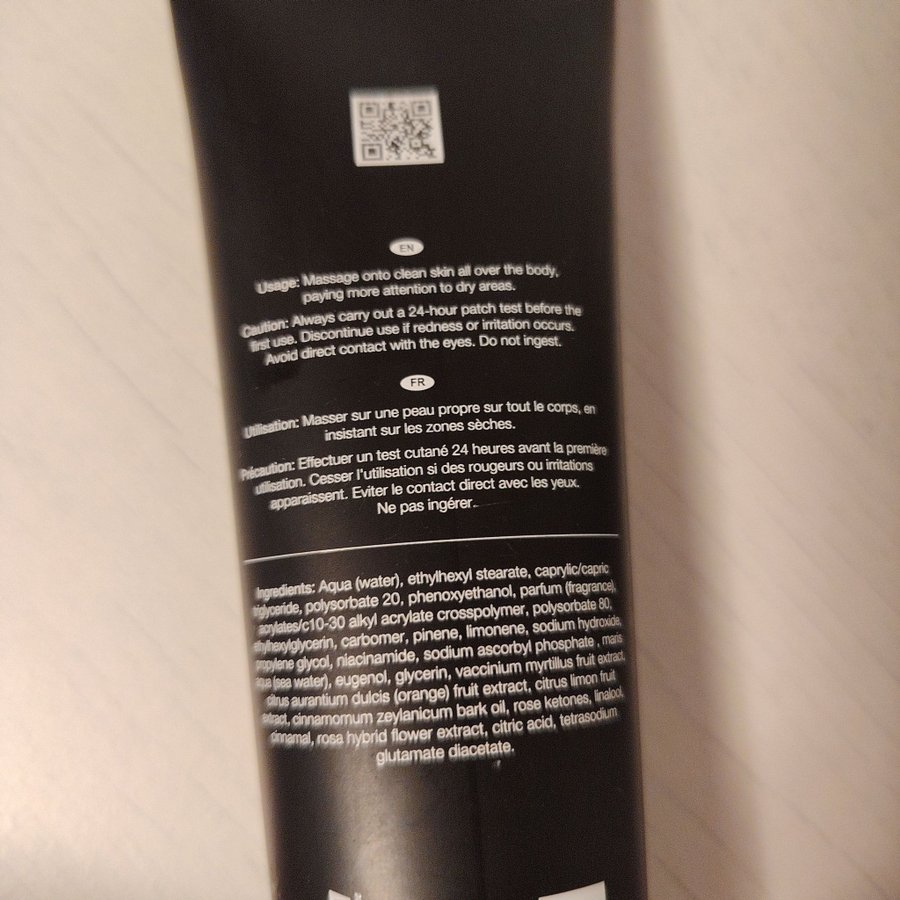 EN
Usage: Massage onto clean skin all over the body,
paying more attention to dry areas.
Caution: Always carry out a 24-hour patch test before the
first use. Discontinue use if redness or irritation occurs.
Avoid direct contact with the eyes. Do not ingest.
FR
Utilisation: Masser sur une peau propre sur tout le corps, en
insistant sur les zones sèches.
Précaution: Effectuer un test cutané 24 heures avant la première
utilisation. Cesser l'utilisation si des rougeurs ou irritations
apparaissent. Eviter le contact direct avec les yeux.
Ne pas ingérer.
Ingredients: Aqua (water), ethylhexyl stearate, caprylic/capric
triglyceride, polysorbate 20, phenoxyethanol, parfum (fragrance),
acrylates/c10-30 alkyl acrylate crosspolymer, polysorbate 80,
ethylhexylglycerin, carbomer, pinene, limonene, sodium hydroxide,
propylene glycol, niacinamide, sodium ascorbyl phosphate , maris
aqua (sea water), eugenol, glycerin, vaccinium myrtillus fruit extract,
citrus aurantium dulcis (orange) fruit extract, citrus limon fruit
extract, cinnamomum zeylanicum bark oil, rose ketones, linalool,
cinnamal, rosa hybrid flower extract, citric acid, tetrasodium
glutamate diacetate.